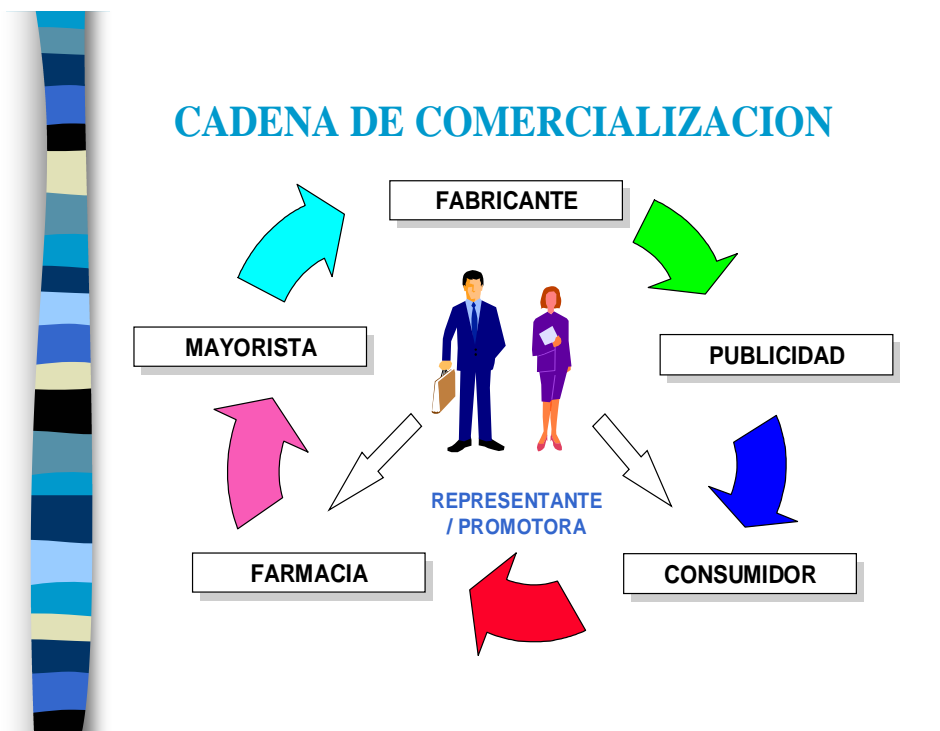 CADENA DE COMERCIALIZACION
FABRICANTE
MAYORISTA
PUBLICIDAD
REPRESENTANTE
/ PROMOTORA
FARMACIA
CONSUMIDOR